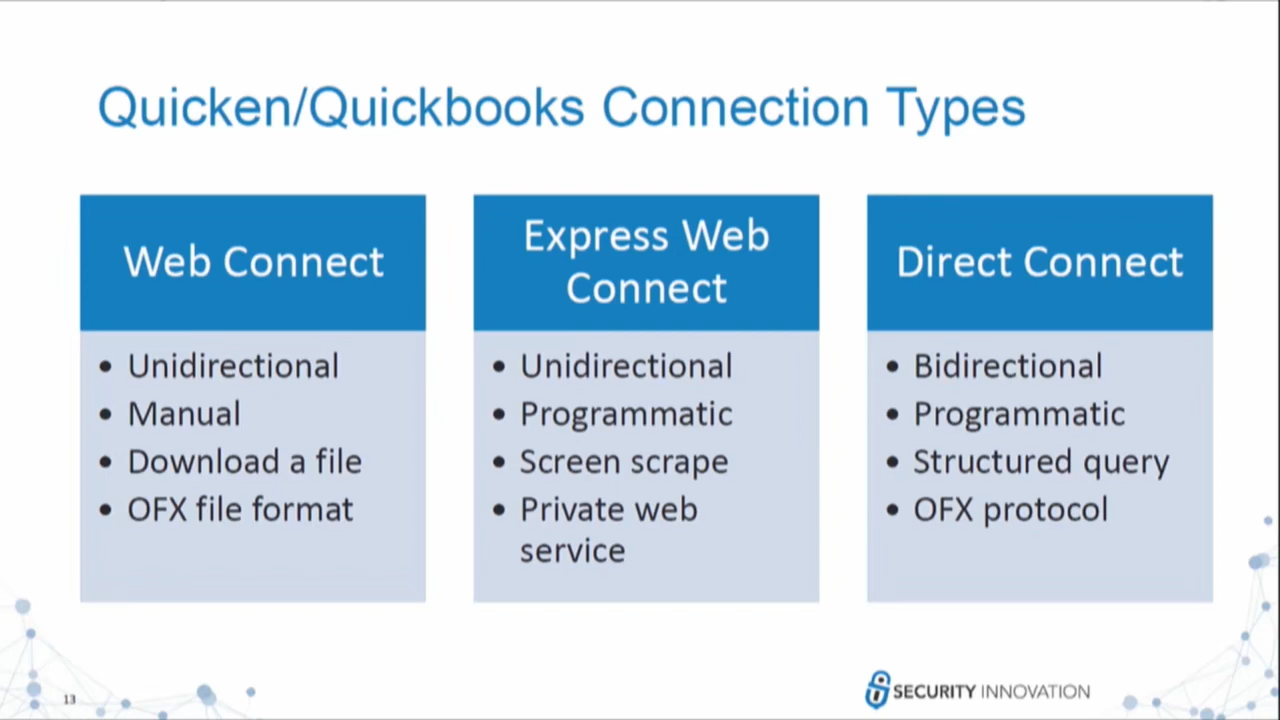 Quicken/Quickbooks Connection Types
Web Connect
• Unidirectional
• Manual
• Download a file
• OFX file format
Express Web
Connect
• Unidirectional
• Programmatic
• Screen scrape
• Private web
service
Direct Connect
• Bidirectional
• Programmatic
• Structured query
• OFX protocol
13
SECURITY INNOVATION